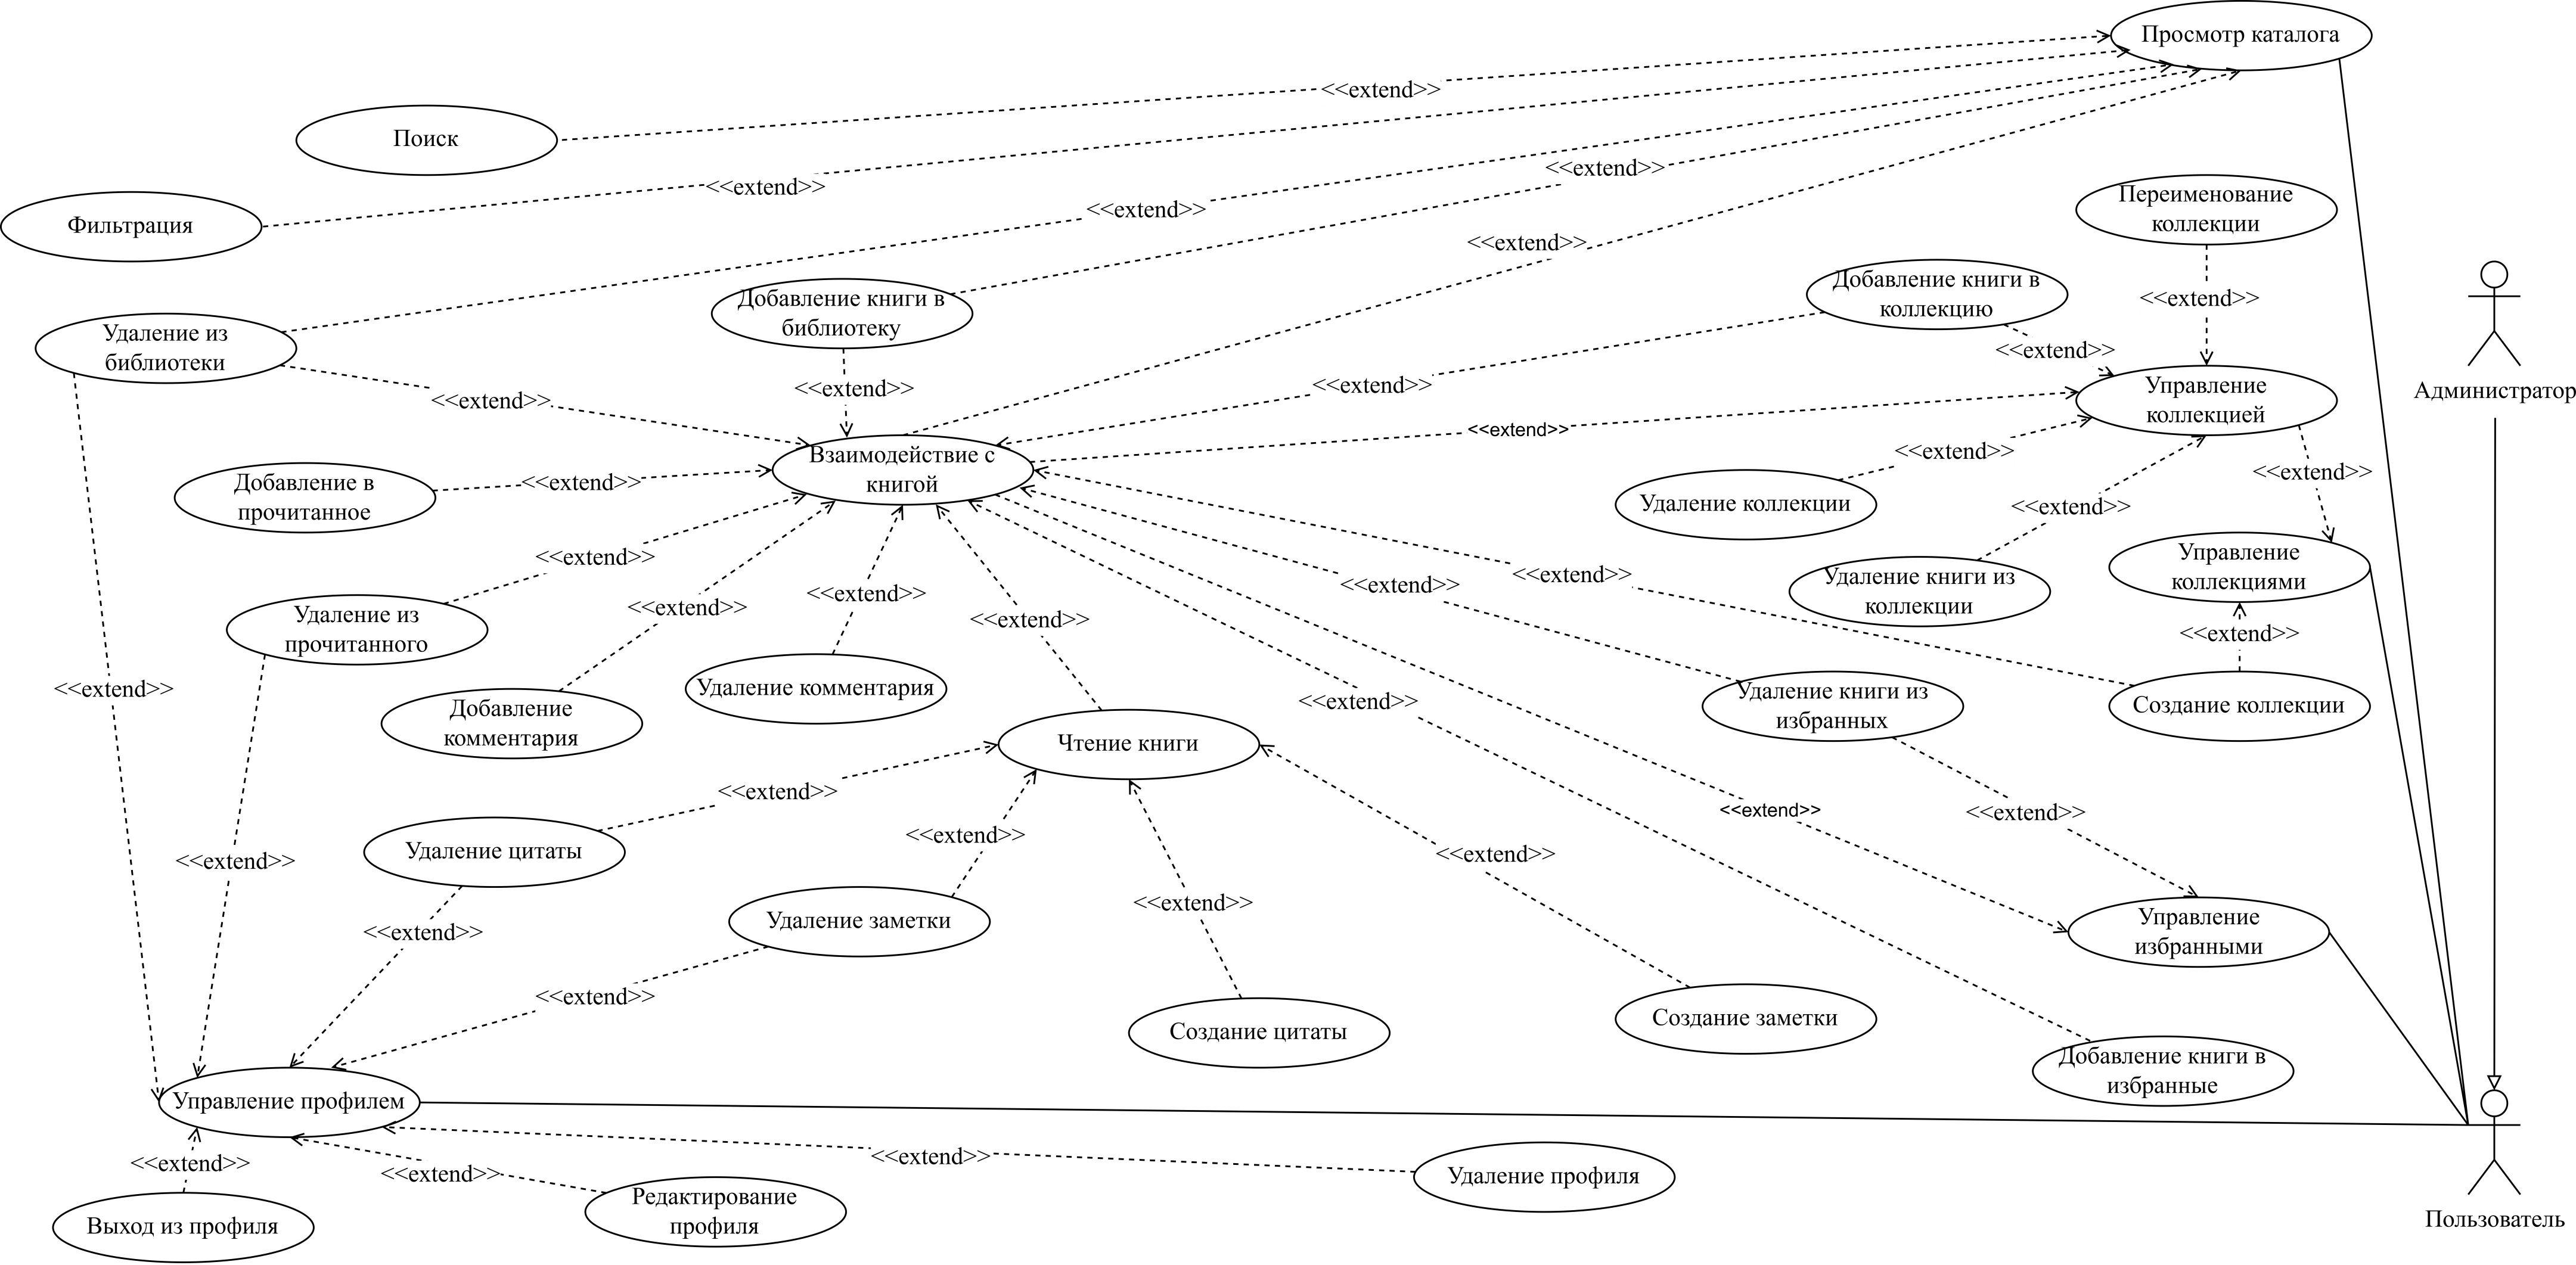 Просмотр каталога
<<extend>>
Поиск
<<extend>>
<<extend>>
Фильтрация
<<extend>>
<<extend>>
Переименование
коллекции
Добавление книги в
коллекцию
<<extend>>
Добавление книги в
библиотеку
Удаление из
библиотеки
<<extend>>
Администратор
<<extend>>
<<extend>>
<<extend>>
Управление
коллекцией
<<extend>>
Взаимодействие с
книгой
<<extend>>
<<extend>>
<<extend>>
Добавление в
прочитанное
Удаление коллекции
<<extend>>
<<extend>>
Управление
коллекциями
<<extend>>
<<extend>>
<<extend>>
Удаление книги из
коллекции
<<extend>>
<<extend>>
<<extend>>
Удаление из
прочитанного
<<extend>>
<<extend>>
Удаление комментария
<<extend>>
Удаление книги из
избранных
Создание коллекции
Добавление
комментария
Чтение книги
<<extend>>
<<extend>>
<<extend>>
<<extend>>
Удаление цитаты
<<extend>>
<<extend>>
<<extend>>
Удаление заметки
Управление
избранными
<<extend>>
<<extend>>
Создание цитаты
Создание заметки
Добавление книги в
избранные
Управление профилем
<<extend>>
<<extend>>
<<extend>>
Удаление профиля
Выход из профиля
Редактирование
профиля
Пользователь